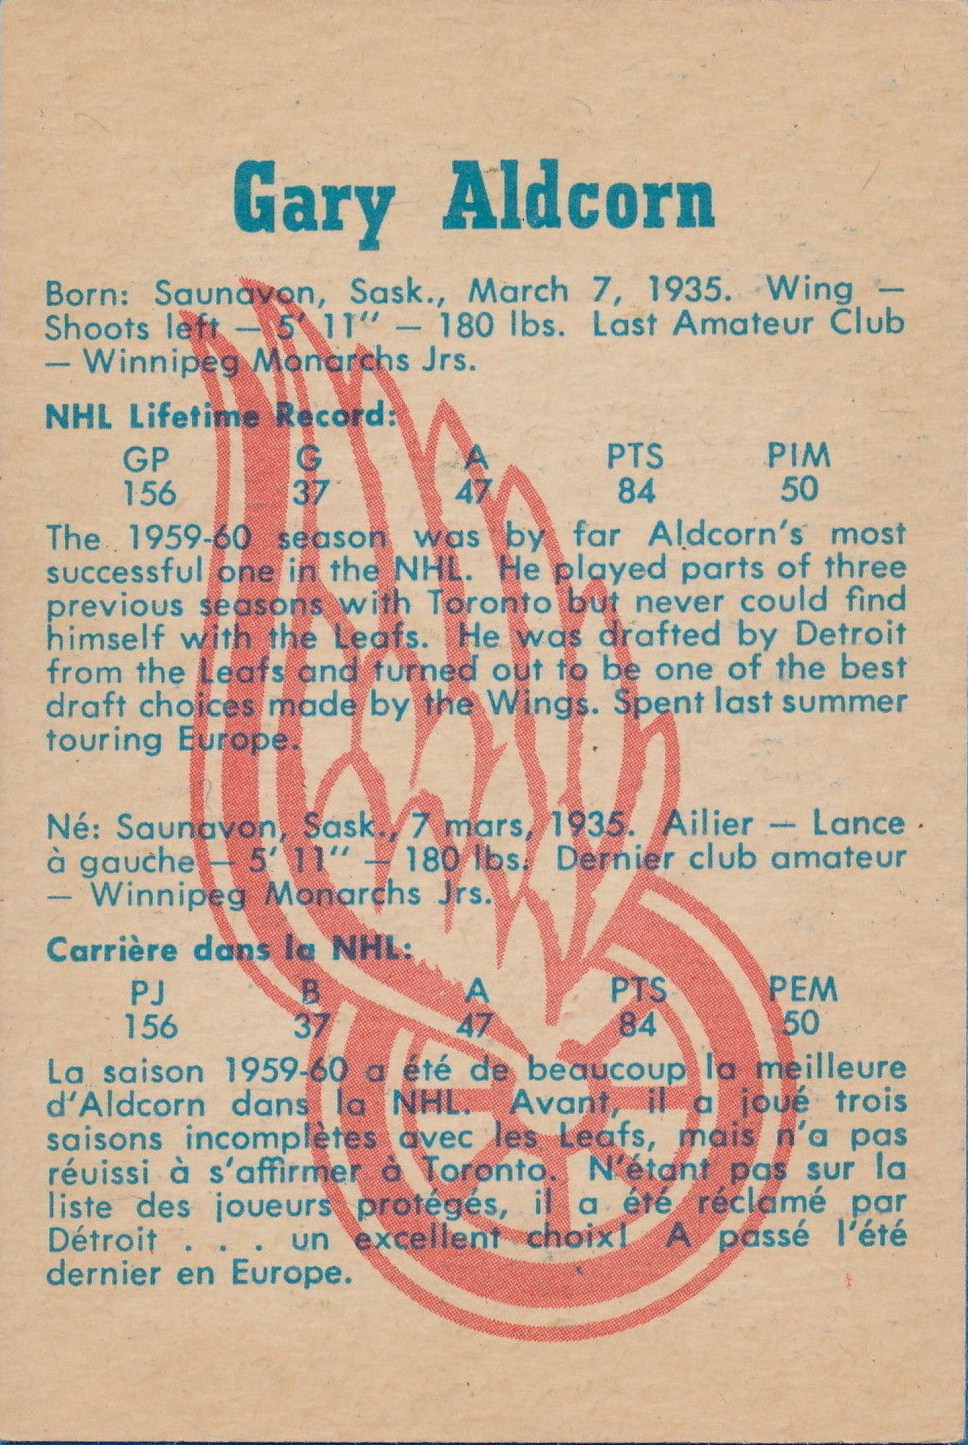 Gary Aldcorn
Born: Saunavon, Sask., March 7, 1935. Wing —
Shoots left — 5' 11" — 180 lbs. Last Amateur Club
— Winnipeg Monarchs Jrs.
NHL Lifetime Record:
GP G A PTS PIM
156 37 47 84 50
The 1959-60 season was by far Aldcorn's most
successful one in the NHL. He played parts of three
previous seasons with Toronto but never could find
himself with the Leafs. He was drafted by Detroit
from the Leafs and turned out to be one of the best
draft choices made by the Wings. Spent last summer
touring Europe.
Né: Saunavon, Sask., 7 mars, 1935. Ailier — Lance
à gauche — 5' 11" — 180 lbs. Dernier club amateur
— Winnipeg Monarchs Jrs.
Carrière dans la NHL:
PJ B A PTS PEM
156 37 47 84 50
La saison 1959-60 a été de beaucoup la meilleure
d'Aldcorn dans la NHL. Avant, il a joué trois
saisons incomplètes avec les Leafs, mais n'a pas
réuissi à s'affirmer à Toronto. N'étant pas sur la
liste des joueurs protégés, il a été réclamé par
Détroit . . . un excellent choix! A passé l'été
dernier en Europe.